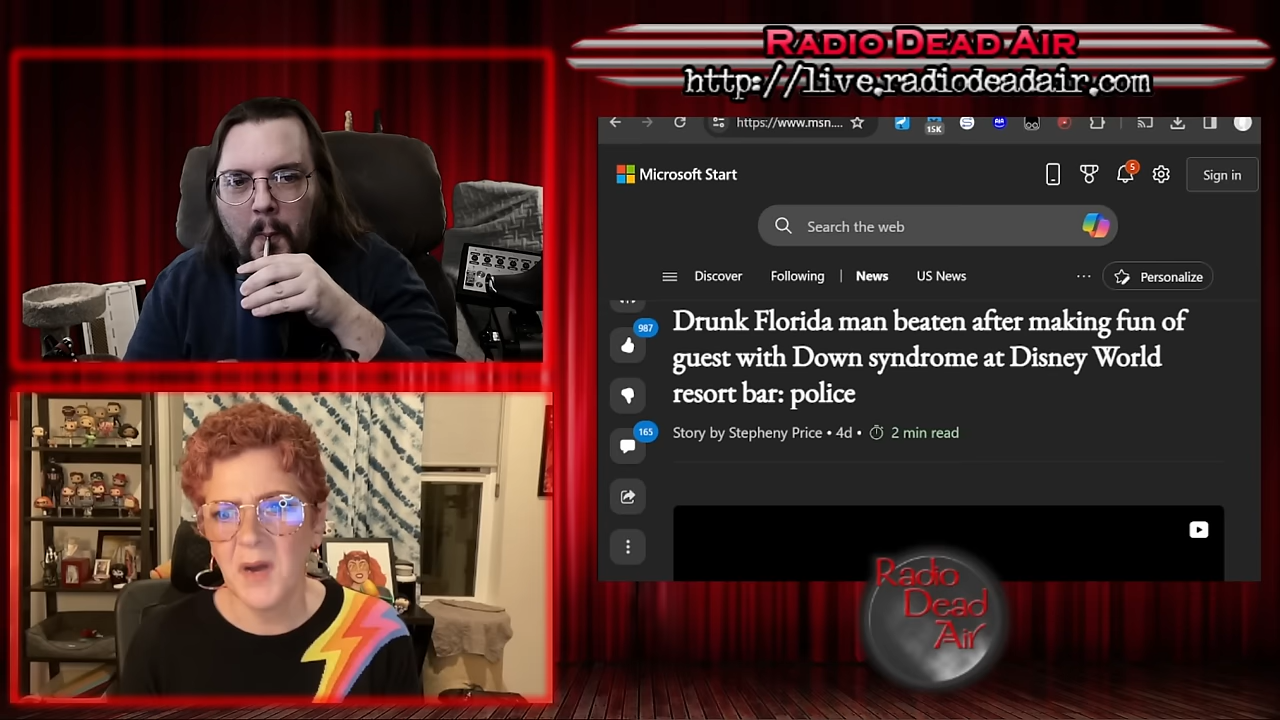 Radio Dead Air
http://live.radiodeadair.com
https://www.msn....
15K
Microsoft Start
5
Sign in
Search the web
Discover
Following
News
US News
Personalize
987
Drunk Florida man beaten after making fun of
guest with Down syndrome at Disney World
resort bar: police
165
Story by Stepheny Price • 4d • 2 min read
Radio
Dead
Air